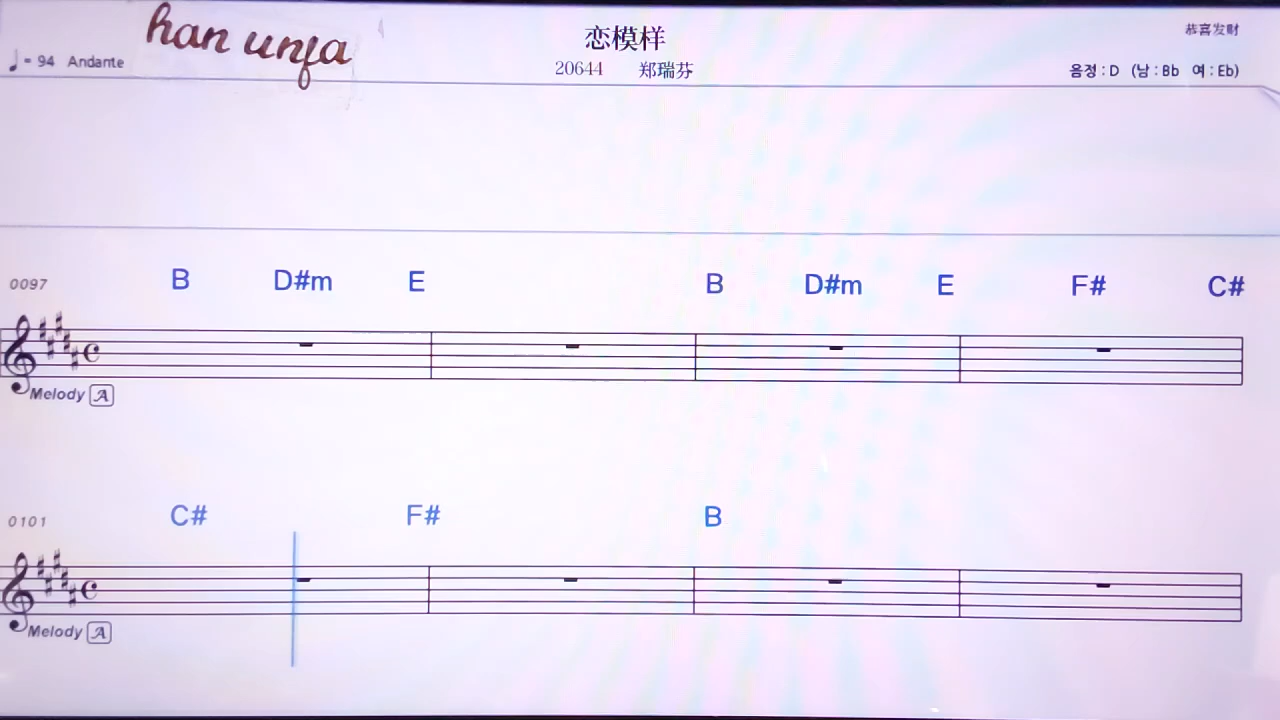 han unja
恋模样
恭喜发财
♩= 94 Andante
20644 郑瑞芬
음정 : D (남 : Bb 여 : Eb)
B D#m E B D#m E F# C#
0097
Melody A
C# F# B
0101
Melody A